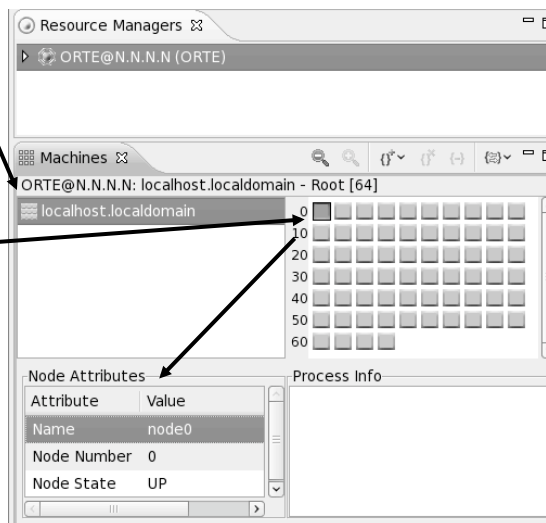 Resource Managers
ORTE@N.N.N.N (ORTE)
Machines
ORTE@N.N.N.N: localhost.localdomain - Root [64]
localhost.localdomain
0
10
20
30
40
50
60
Node Attributes
Process Info
Attribute Value
Name node0
Node Number 0
Node State UP